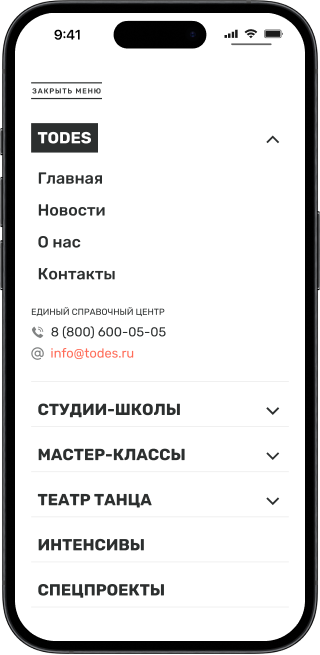 9:41
ЗАКРЫТЬ МЕНЮ
TODES
Главная
Новости
О нас
Контакты
ЕДИНЫЙ СПРАВОЧНЫЙ ЦЕНТР
8 (800) 600-05-05
info@todes.ru
СТУДИИ-ШКОЛЫ
МАСТЕР-КЛАССЫ
ТЕАТР ТАНЦА
ИНТЕНСИВЫ
СПЕЦПРОЕКТЫ